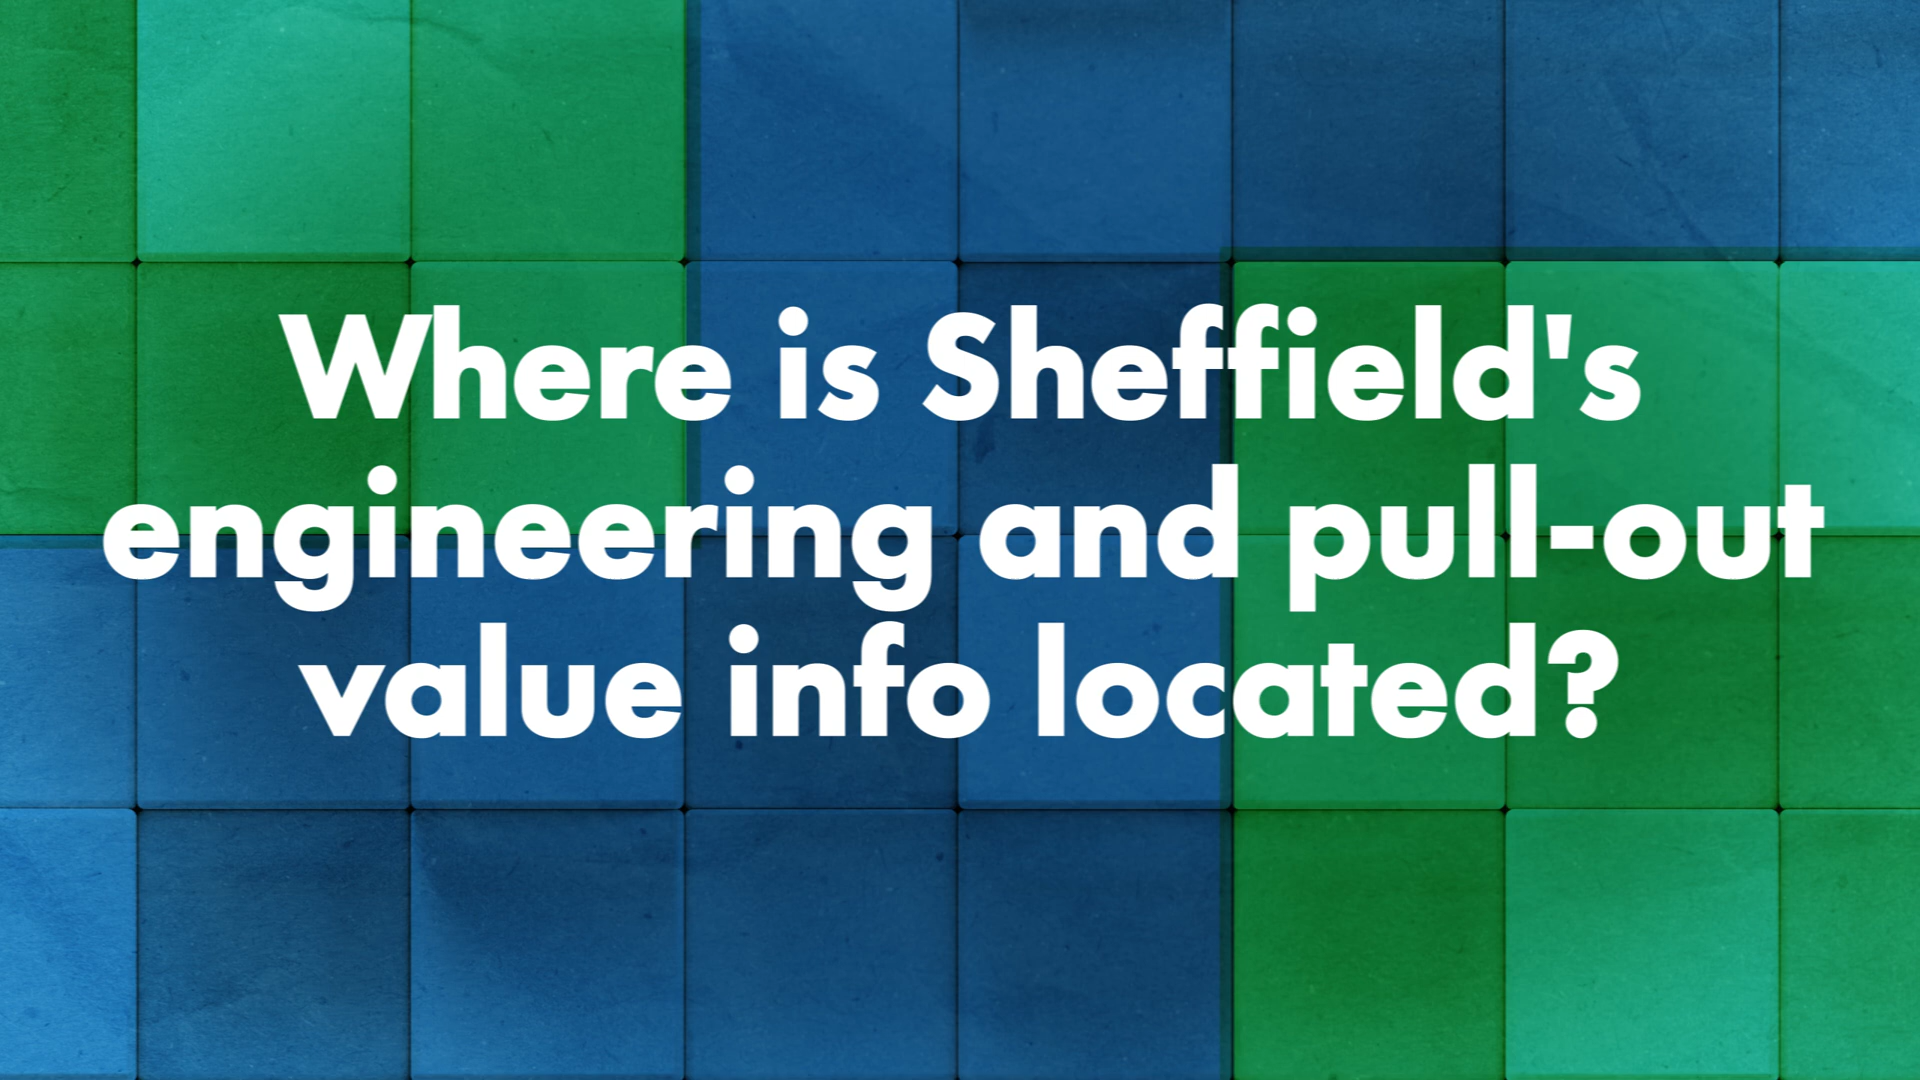 Where is Sheffield's
engineering and pull-out
value info located?